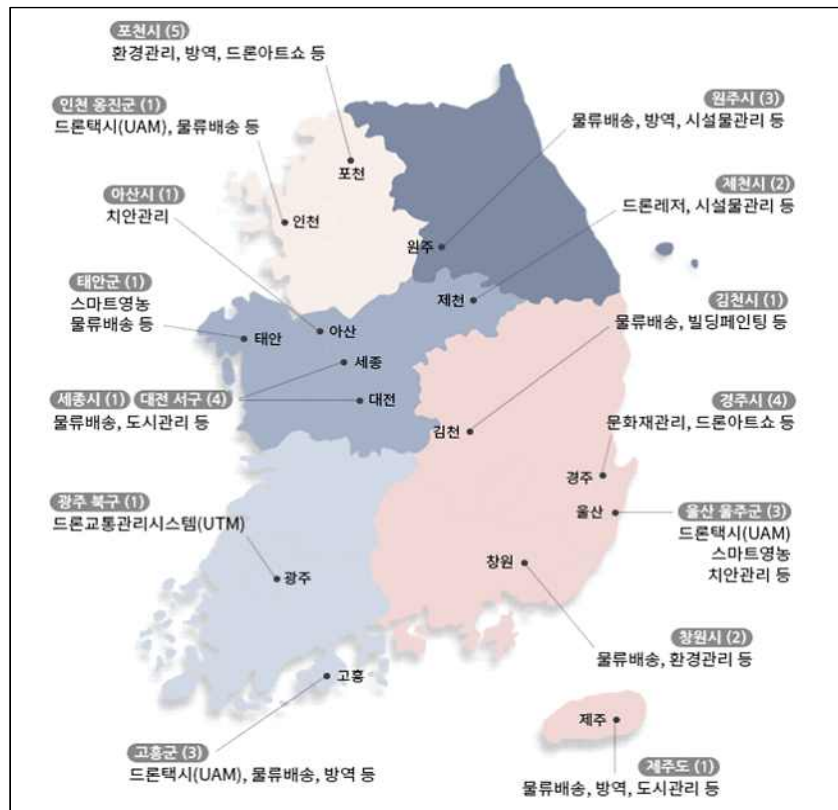 포천시 (5)
환경관리, 방역, 드론아트쇼 등
인천 옹진군 (1)
드론택시(UAM), 물류배송 등
아산시 (1)
치안관리
태안군 (1)
스마트영농
물류배송 등
세종시 (1) 대전 서구 (4)
물류배송, 도시관리 등
광주 북구 (1)
드론교통관리시스템(UTM)
고흥군 (3)
드론택시(UAM), 물류배송, 방역 등
원주시 (3)
물류배송, 방역, 시설물관리 등
제천시 (2)
드론레저, 시설물관리 등
김천시 (1)
물류배송, 빌딩페인팅 등
경주시 (4)
문화재관리, 드론아트쇼 등
울산 울주군 (3)
드론택시(UAM)
스마트영농
치안관리 등
창원시 (2)
물류배송, 환경관리 등
제주도 (1)
물류배송, 방역, 도시관리 등
포천
인천
원주
제천
아산
태안
세종
대전
김천
경주
울산
창원
광주
고흥
제주